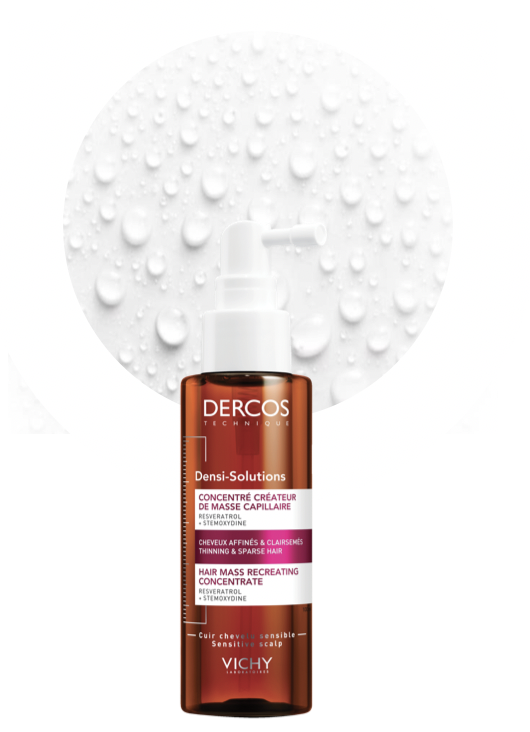 DERCOS
TECHNIQUE
Densi-Solutions
CONCENTRÉ CRÉATEUR
DE MASSE CAPILLAIRE
RESVERATROL
+ STEMOXYDINE
CHEVEUX AFFINÉS & CLAIRSEMÉS
THINNING & SPARSE HAIR
HAIR MASS RECREATING
CONCENTRATE
RESVERATROL
+ STEMOXYDINE
Cuir chevelu sensible
Sensitive scalp
VICHY
LABORATOIRES